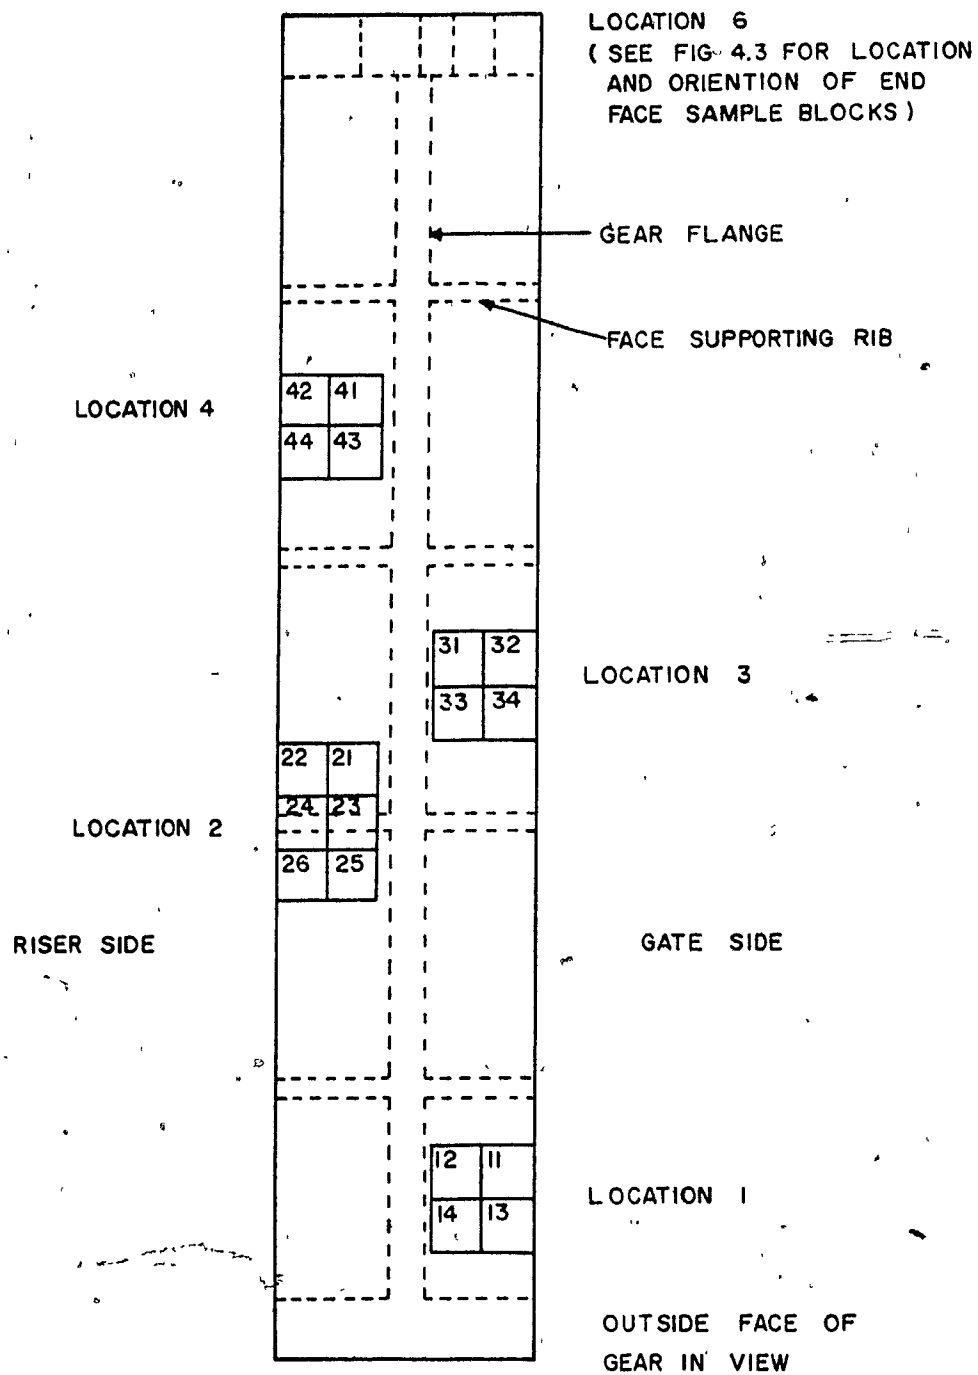 LOCATION 6
( SEE FIG 4.3 FOR LOCATION
AND ORIENTION OF END
FACE SAMPLE BLOCKS )
GEAR FLANGE
FACE SUPPORTING RIB
42 41
LOCATION 4
44 43
31 32
LOCATION 3
33 34
22 21
24 23
LOCATION 2
26 25
RISER SIDE
GATE SIDE
12 11
LOCATION 1
14 13
OUTSIDE FACE OF
GEAR IN VIEW